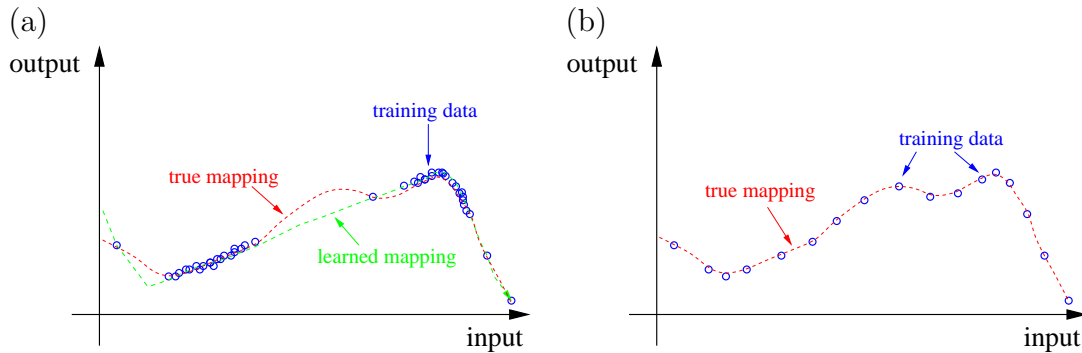 (a)
output
training data
true mapping
learned mapping
input
(b)
output
training data
true mapping
input